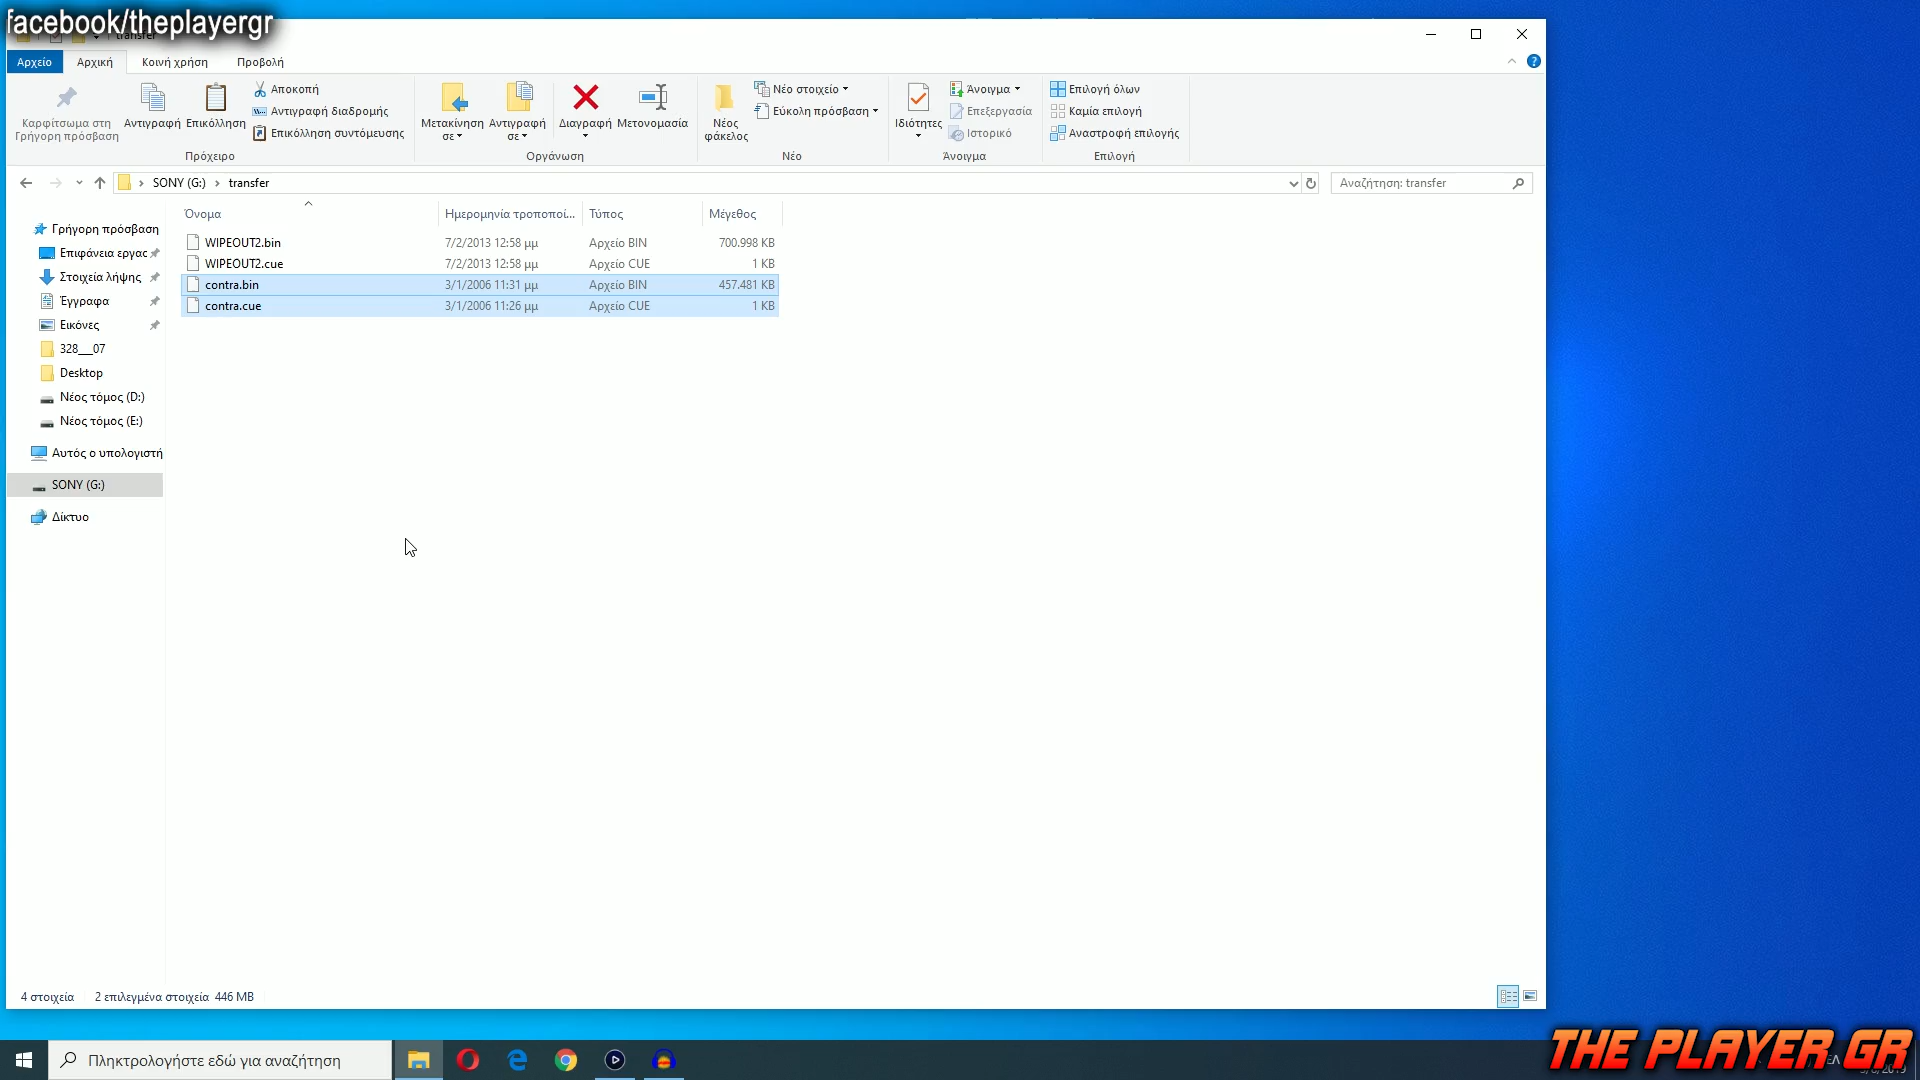 facebook/theplayergr
transfer
Αρχείο
Αρχική
Κοινή χρήση
Προβολή
Καρφίτσωμα στη
Γρήγορη πρόσβαση
Αντιγραφή
Επικόλληση
Αποκοπή
Αντιγραφή διαδρομής
Επικόλληση συντόμευσης
Πρόχειρο
Μετακίνηση
σε
Αντιγραφή
σε
Διαγραφή
Μετονομασία
Οργάνωση
Νέος
φάκελος
Νέο στοιχείο
Εύκολη πρόσβαση
Νέο
Ιδιότητες
Άνοιγμα
Επεξεργασία
Ιστορικό
Άνοιγμα
Επιλογή όλων
Καμία επιλογή
Αναστροφή επιλογής
Επιλογή
SONY (G:) › transfer
Αναζήτηση: transfer
Όνομα Ημερομηνία τροποποί... Τύπος Μέγεθος
WIPEOUT2.bin 7/2/2013 12:58 μμ Αρχείο BIN 700.998 KB
WIPEOUT2.cue 7/2/2013 12:58 μμ Αρχείο CUE 1 KB
contra.bin 3/1/2006 11:31 μμ Αρχείο BIN 457.481 KB
contra.cue 3/1/2006 11:26 μμ Αρχείο CUE 1 KB
Γρήγορη πρόσβαση
Επιφάνεια εργας
Στοιχεία λήψης
Έγγραφα
Εικόνες
328__07
Desktop
Νέος τόμος (D:)
Νέος τόμος (E:)
Αυτός ο υπολογιστή
SONY (G:)
Δίκτυο
4 στοιχεία 2 επιλεγμένα στοιχεία 446 MB
Πληκτρολογήστε εδώ για αναζήτηση
THE PLAYER GR